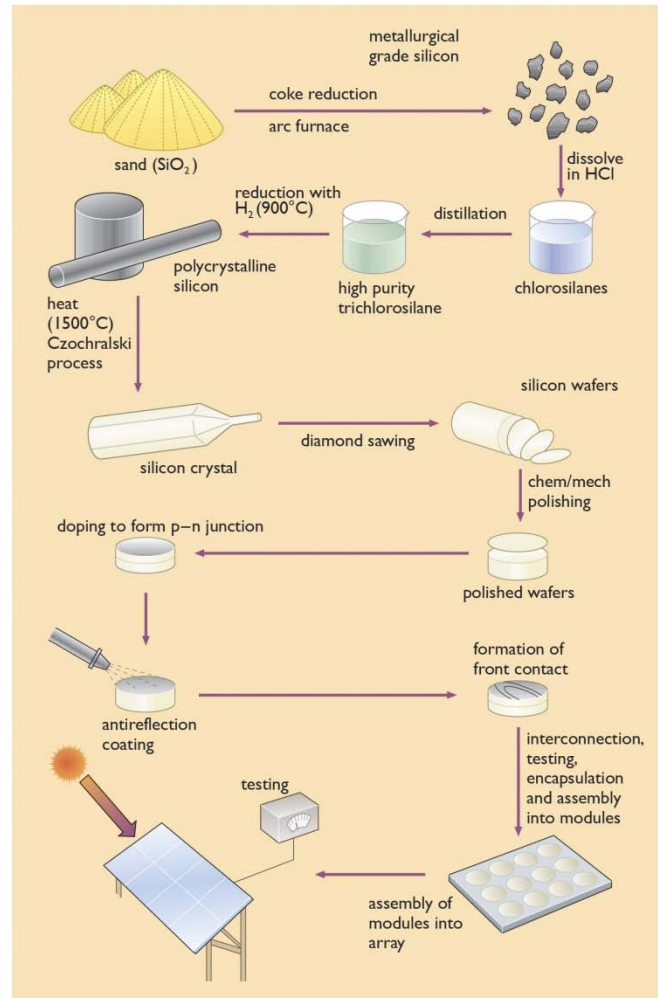 metallurgical
grade silicon
coke reduction
arc furnace
sand (SiO₂)
dissolve
in HCl
reduction with
H₂ (900°C)
distillation
polycrystalline
silicon
high purity
trichlorosilane
chlorosilanes
heat
(1500°C)
Czochralski
process
silicon wafers
diamond sawing
silicon crystal
chem/mech
polishing
doping to form p–n junction
polished wafers
formation of
front contact
antireflection
coating
interconnection,
testing,
encapsulation
and assembly
into modules
testing
assembly of
modules into
array